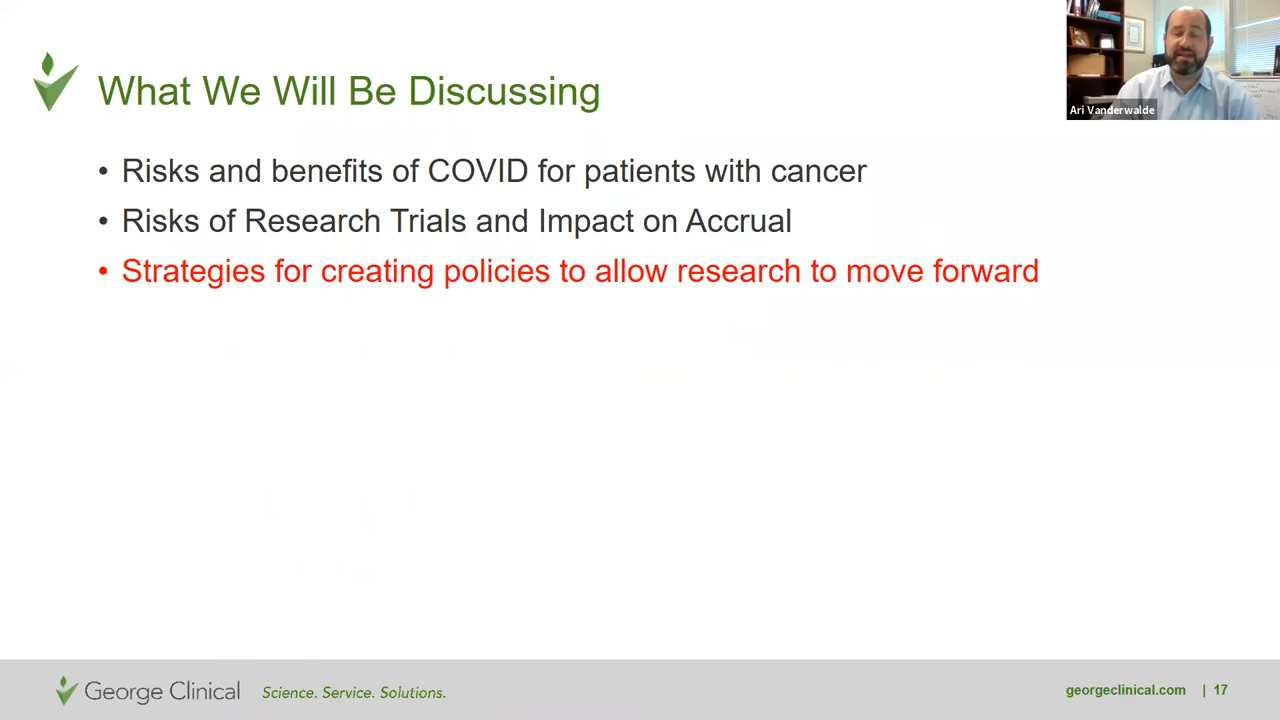 What We Will Be Discussing
Ari Vanderwalde
• Risks and benefits of COVID for patients with cancer
• Risks of Research Trials and Impact on Accrual
• Strategies for creating policies to allow research to move forward
George Clinical Science. Service. Solutions.
georgeclinical.com | 17